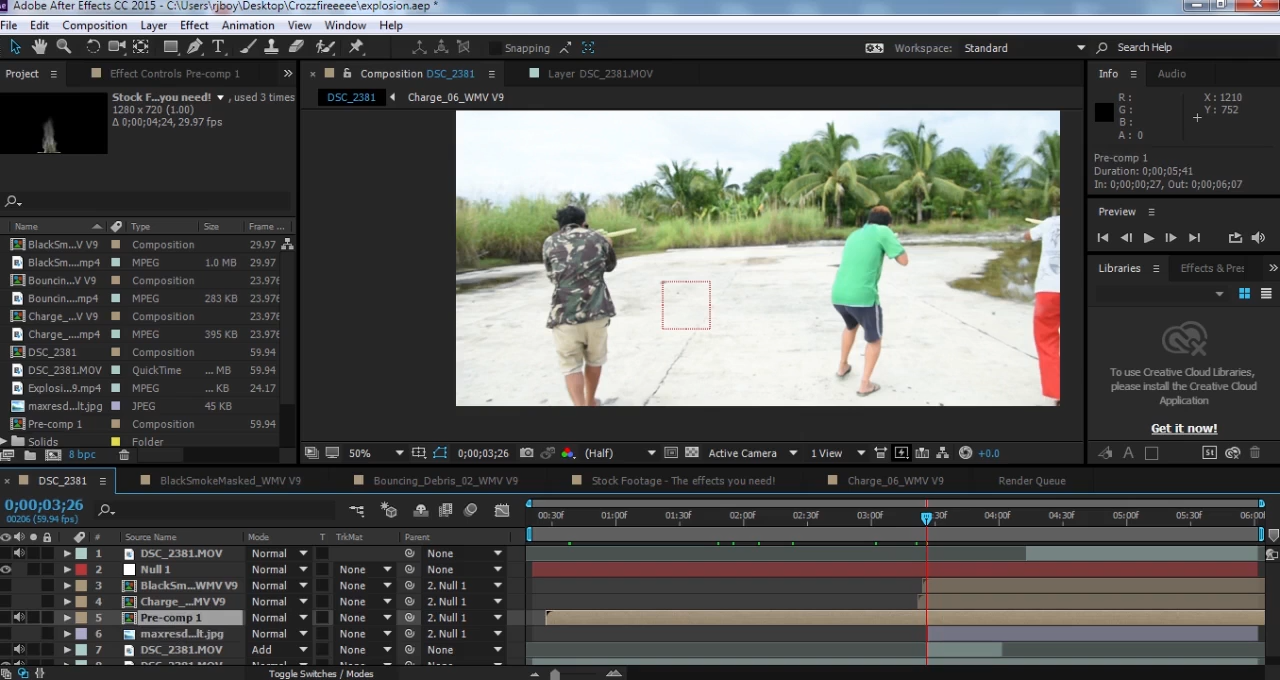 Adobe After Effects CC 2015 - C:\Users\rjboy\Desktop\Crozzfireeeee\explosion.aep *
File Edit Composition Layer Effect Animation View Window Help
Snapping Workspace: Standard Search Help
Project Effect Controls Pre-comp 1 Composition DSC_2381 Layer DSC_2381.MOV Info Audio
Stock F...you need! , used 3 times
1280 x 720 (1.00)
Δ 0;00;04;24, 29.97 fps
DSC_2381 Charge_06_WMV V9
R : X : 1210
G : Y : 752
B :
A : 0
Pre-comp 1
Duration: 0;00;05;41
In: 0;00;00;27, Out: 0;00;06;07
Preview
Libraries Effects & Pres
To use Creative Cloud Libraries,
please install the Creative Cloud
Application
Get it now!
Name Type Size Frame ...
BlackSm...V V9 Composition 29.97
BlackSm....mp4 MPEG 1.0 MB 29.97
Bouncin...V V9 Composition 23.976
Bouncin....mp4 MPEG 283 KB 23.976
Charge_...V V9 Composition 23.976
Charge_....mp4 MPEG 395 KB 23.976
DSC_2381 Composition 59.94
DSC_2381.MOV QuickTime ... MB 59.94
Explosi...9.mp4 MPEG ... KB 24.17
maxresd...lt.jpg JPEG 45 KB
Pre-comp 1 Composition 59.94
Solids Folder
8 bpc
50% 0;00;03;26 (Half) Active Camera 1 View +0.0
DSC_2381 BlackSmokeMasked_WMV V9 Bouncing_Debris_02_WMV V9 Stock Footage - The effects you need! Charge_06_WMV V9 Render Queue
0;00;03;26
00206 (59.94 fps)
00:30f 01:00f 01:30f 02:00f 02:30f 03:00f 04:00f 04:30f 05:00f 05:30f 06:00f
# Source Name Mode T TrkMat Parent
1 DSC_2381.MOV Normal None
2 Null 1 Normal None None
3 BlackSm...WMV V9 Normal None 2. Null 1
4 Charge_...MV V9 Normal None 2. Null 1
5 Pre-comp 1 Normal None 2. Null 1
6 maxresd...lt.jpg Normal None 2. Null 1
7 DSC_2381.MOV Add None None
Toggle Switches / Modes